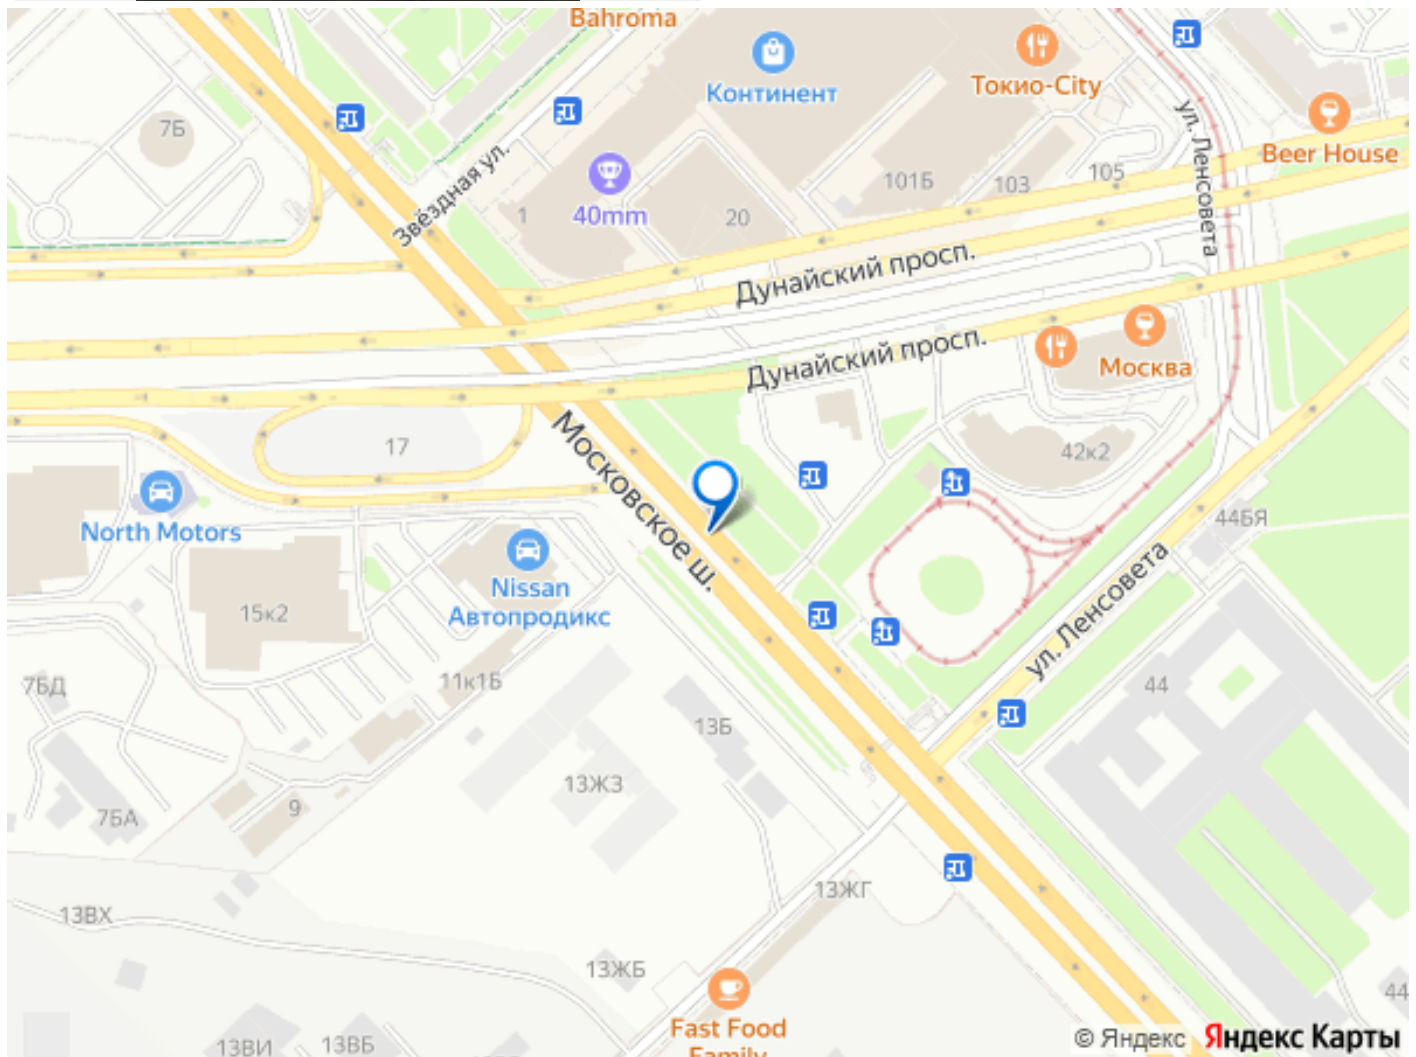 Bahroma
Континент
Токио-City
Beer House
7Б
Звёздная ул.
40mm
1
20
101Б
103
105
ул. Ленсовета
Дунайский просп.
Дунайский просп.
Москва
17
Московское ш.
42к2
44БЯ
North Motors
Nissan
Автопродикс
15к2
11к1Б
ул. Ленсовета
7БД
13Б
44
13ЖЗ
7БА
9
13ЖГ
13ВХ
13ЖБ
44
Fast Food
Family
13ВИ
13ВБ
© Яндекс Яндекс Карты